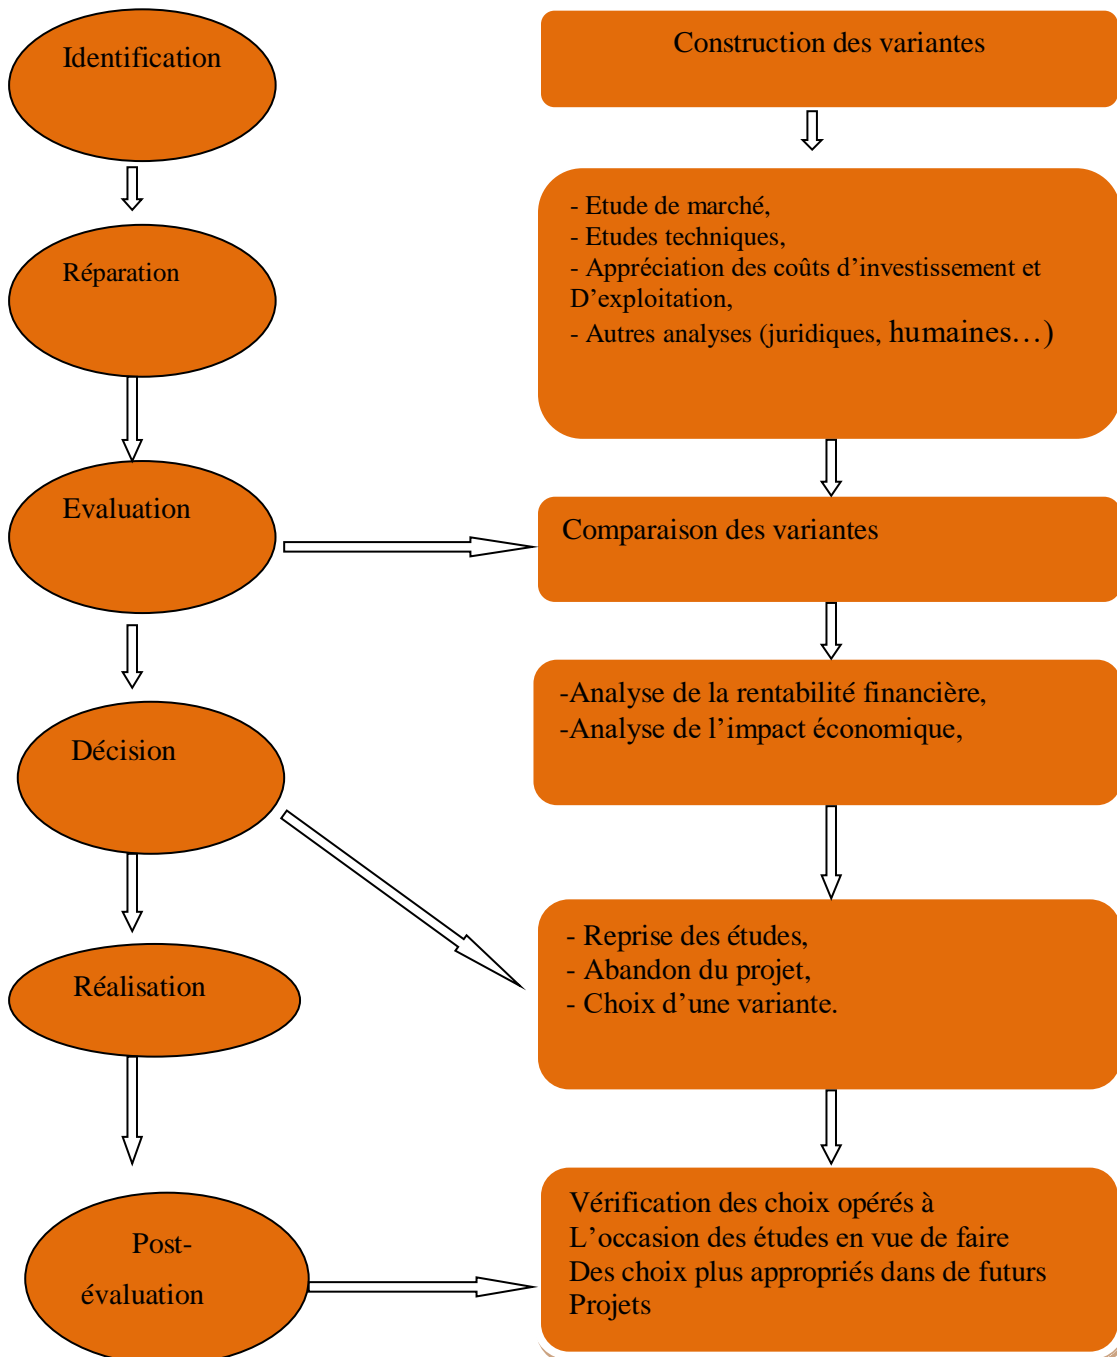 Identification
Construction des variantes
Réparation
- Etude de marché,
- Etudes techniques,
- Appréciation des coûts d’investissement et
D’exploitation,
- Autres analyses (juridiques, humaines…)
Evaluation
Comparaison des variantes
Décision
-Analyse de la rentabilité financière,
-Analyse de l’impact économique,
Réalisation
- Reprise des études,
- Abandon du projet,
- Choix d’une variante.
Post-
évaluation
Vérification des choix opérés à
L’occasion des études en vue de faire
Des choix plus appropriés dans de futurs
Projets